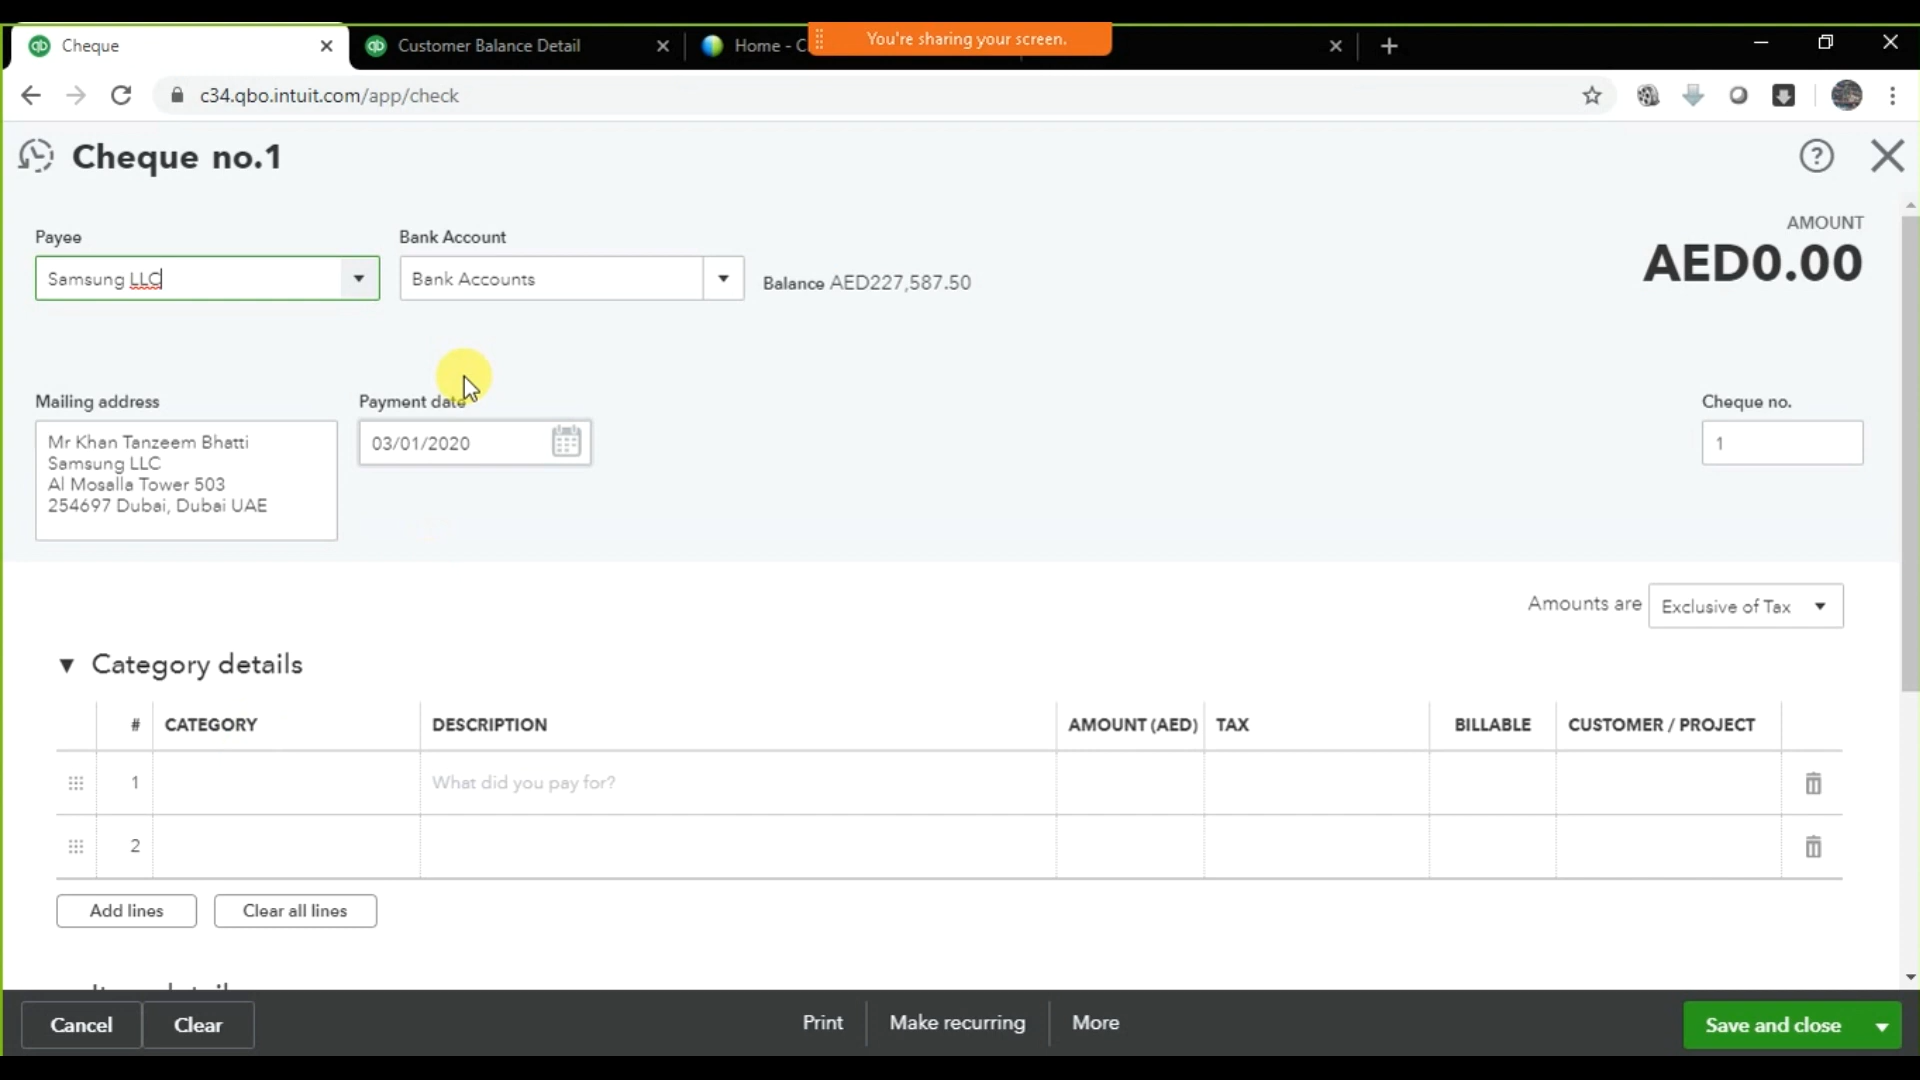 Cheque
Customer Balance Detail
Home - C
You're sharing your screen.
c34.qbo.intuit.com/app/check
Cheque no.1
Payee
Bank Account
AMOUNT
Samsung LLC
Bank Accounts
Balance AED227,587.50
AED0.00
Mailing address
Payment date
Cheque no.
Mr Khan Tanzeem Bhatti
Samsung LLC
Al Mosalla Tower 503
254697 Dubai, Dubai UAE
03/01/2020
1
Amounts are
Exclusive of Tax
Category details
# CATEGORY DESCRIPTION AMOUNT (AED) TAX BILLABLE CUSTOMER / PROJECT
1 What did you pay for?
2
Add lines
Clear all lines
Cancel
Clear
Print
Make recurring
More
Save and close